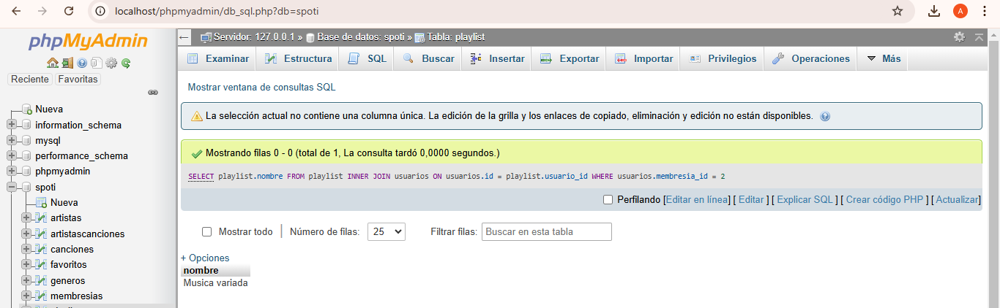 localhost/phpmyadmin/db_sql.php?db=spoti
A
phpMyAdmin
Reciente Favoritas
Nueva
information_schema
mysql
performance_schema
phpmyadmin
spoti
Nueva
artistas
artistascanciones
canciones
favoritos
generos
membresias
Servidor: 127.0.0.1 » Base de datos: spoti » Tabla: playlist
Examinar Estructura SQL Buscar Insertar Exportar Importar Privilegios Operaciones Más
Mostrar ventana de consultas SQL
La selección actual no contiene una columna única. La edición de la grilla y los enlaces de copiado, eliminación y edición no están disponibles.
Mostrando filas 0 - 0 (total de 1, La consulta tardó 0,0000 segundos.)
SELECT playlist.nombre FROM playlist INNER JOIN usuarios ON usuarios.id = playlist.usuario_id WHERE usuarios.membresia_id = 2
Perfilando [Editar en línea] [ Editar ] [ Explicar SQL ] [ Crear código PHP ] [ Actualizar]
Mostrar todo | Número de filas: 25 Filtrar filas: Buscar en esta tabla
+ Opciones
nombre
Musica variada